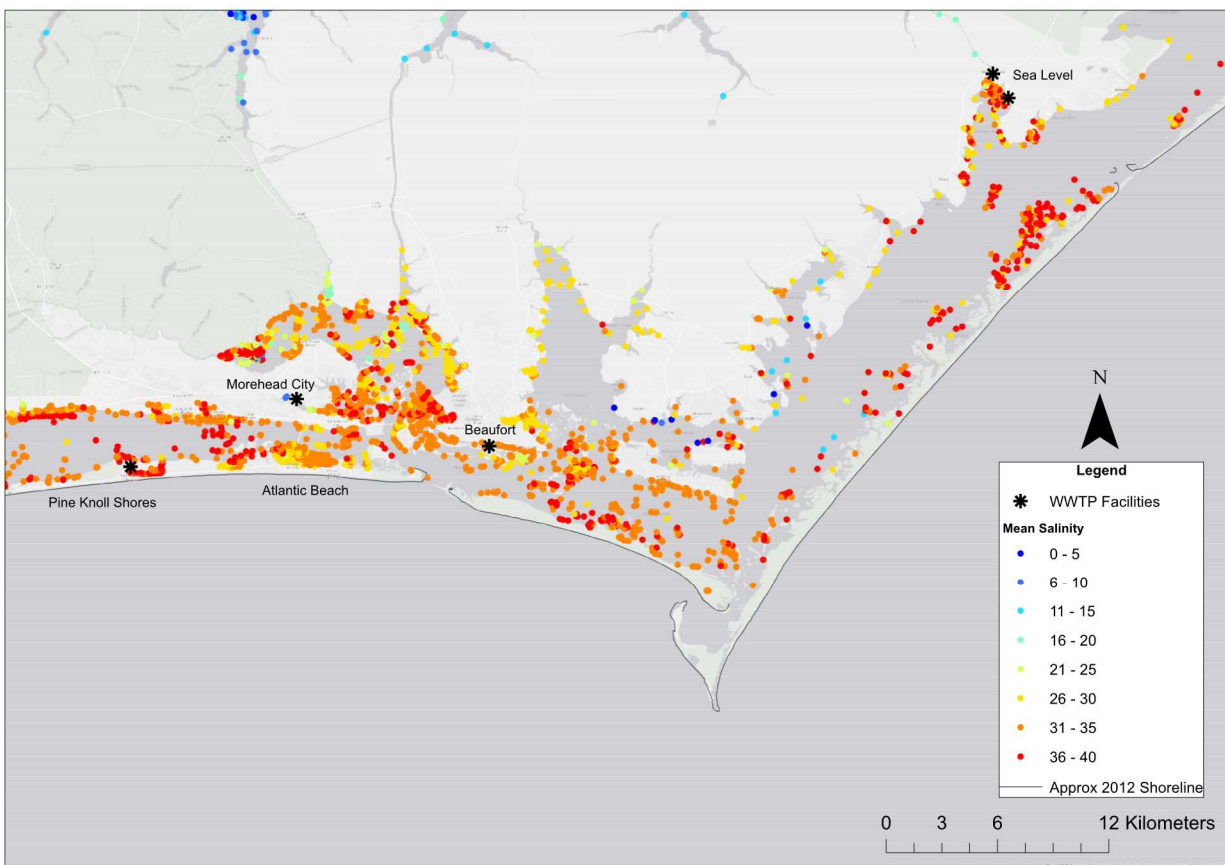 Sea Level
Morehead City
Beaufort
Pine Knoll Shores
Atlantic Beach
N
Legend
WWTP Facilities
Mean Salinity
0 - 5
6 - 10
11 - 15
16 - 20
21 - 25
26 - 30
31 - 35
36 - 40
Approx 2012 Shoreline
0 3 6 12 Kilometers